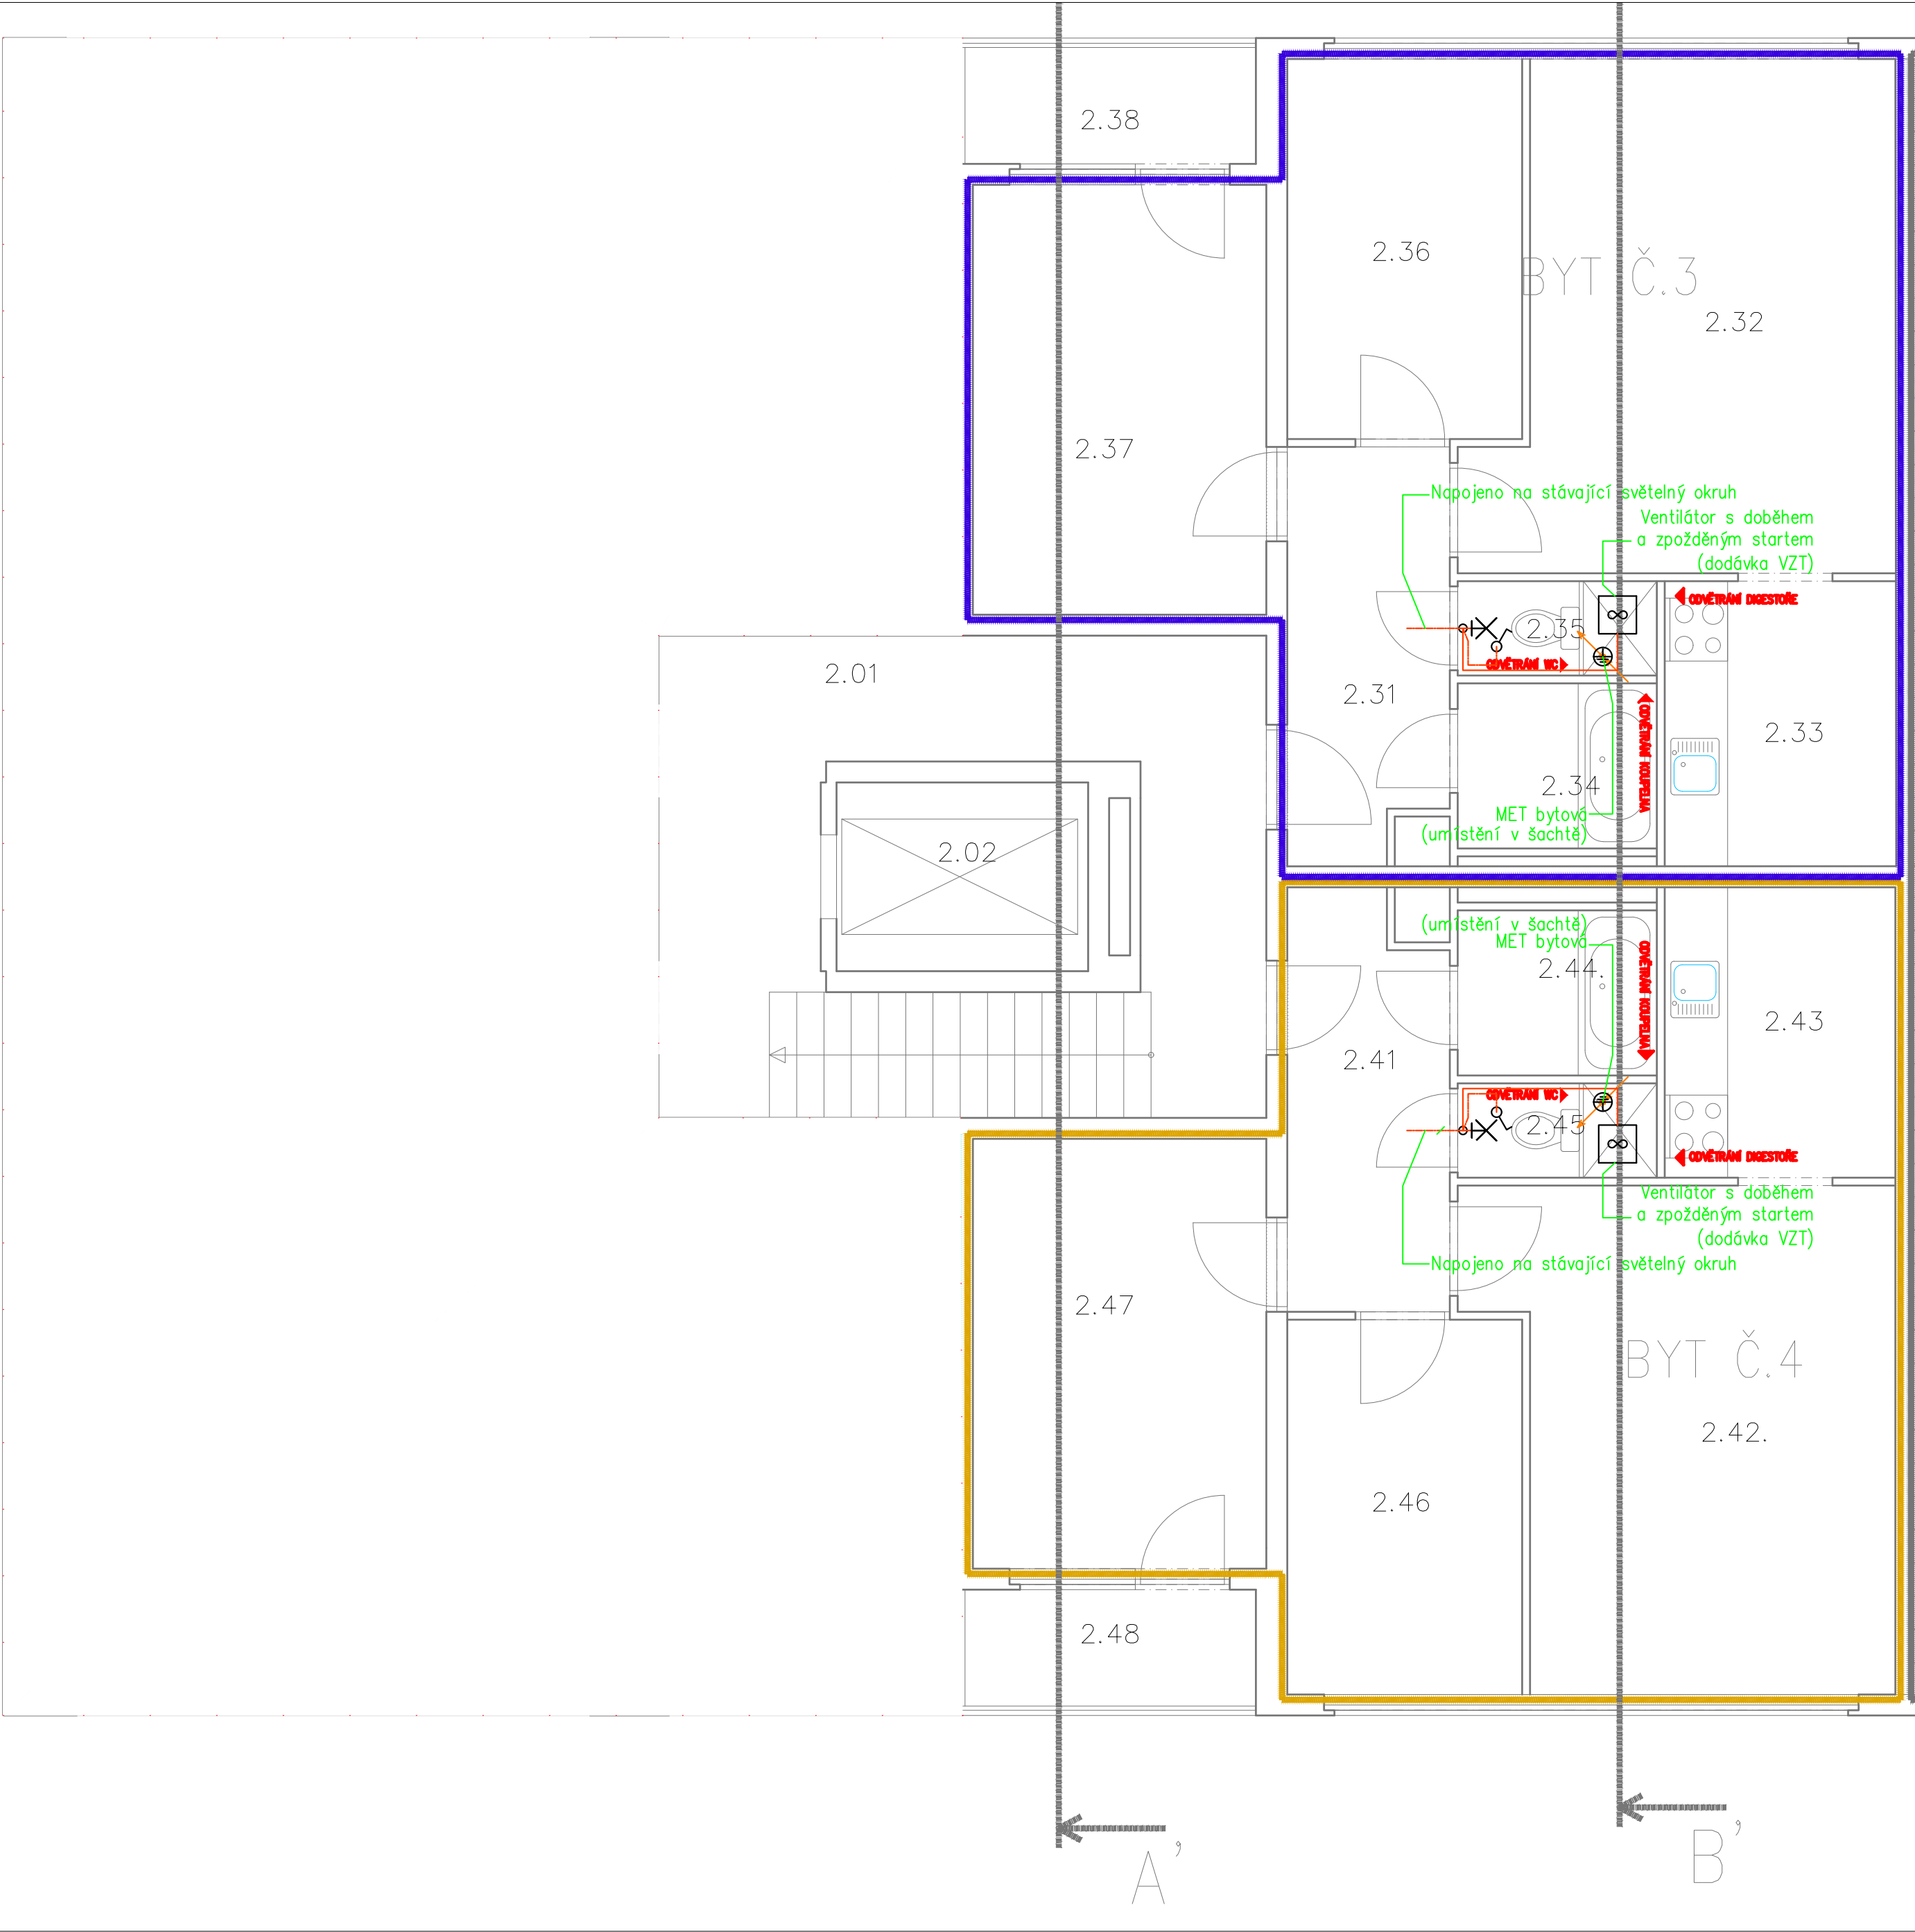 2.38
2.36
BYT Č.3
2.32
2.37
Napojeno na stávající světelný okruh
Ventilátor s doběhem
a zpožděným startem
(dodávka VZT)
ODVĚTRÁNÍ DIGESTOŘE
2.35
ODVĚTRÁNÍ WC
2.01
2.31
ODVĚTRÁNÍ KOUPELNA
2.33
2.34
MET bytová
(umístění v šachtě)
2.02
(umístění v šachtě)
MET bytová
2.44.
ODVĚTRÁNÍ KOUPELNA
2.43
2.41
ODVĚTRÁNÍ WC
2.45
ODVĚTRÁNÍ DIGESTOŘE
Ventilátor s doběhem
a zpožděným startem
(dodávka VZT)
Napojeno na stávající světelný okruh
2.47
BYT Č.4
2.42.
2.46
2.48
A'
B'